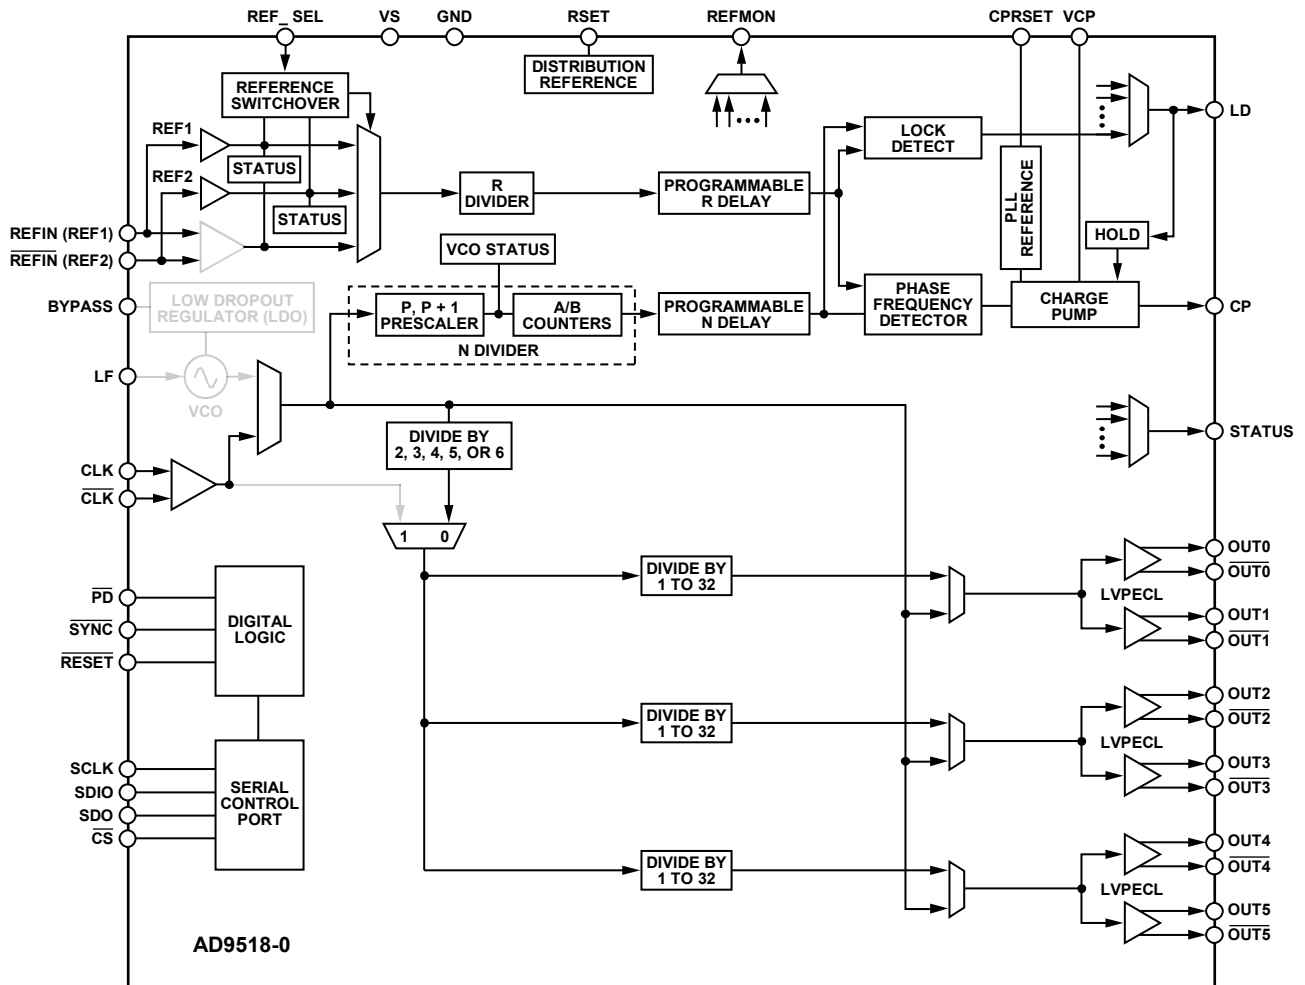 REF_ SEL
VS
GND
RSET
REFMON
CPRSET
VCP
DISTRIBUTION
REFERENCE
REFERENCE
SWITCHOVER
REF1
STATUS
REF2
STATUS
R
DIVIDER
PROGRAMMABLE
R DELAY
LOCK
DETECT
PLL
REFERENCE
HOLD
LD
REFIN (REF1)
REFIN (REF2)
BYPASS
LOW DROPOUT
REGULATOR (LDO)
VCO STATUS
P, P + 1
PRESCALER
A/B
COUNTERS
N DIVIDER
PROGRAMMABLE
N DELAY
PHASE
FREQUENCY
DETECTOR
CHARGE
PUMP
CP
LF
VCO
STATUS
DIVIDE BY
2, 3, 4, 5, OR 6
CLK
CLK
1 0
PD
SYNC
RESET
DIGITAL
LOGIC
DIVIDE BY
1 TO 32
LVPECL
OUT0
OUT0
OUT1
OUT1
DIVIDE BY
1 TO 32
LVPECL
OUT2
OUT2
OUT3
OUT3
SCLK
SDIO
SDO
CS
SERIAL
CONTROL
PORT
DIVIDE BY
1 TO 32
LVPECL
OUT4
OUT4
OUT5
OUT5
AD9518-0